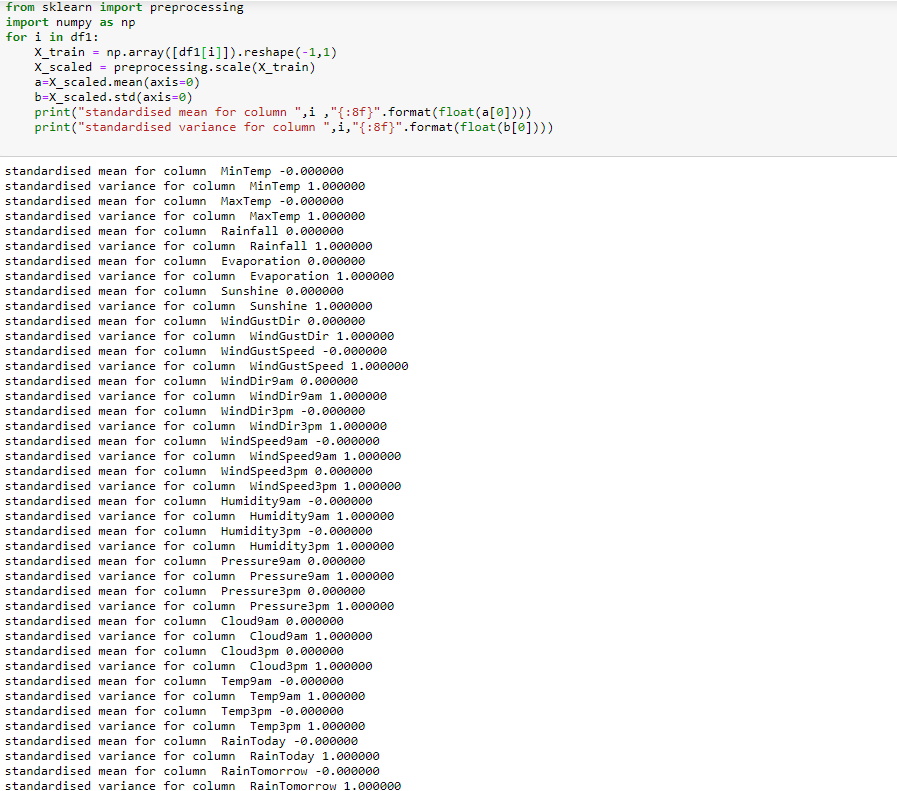 from sklearn import preprocessing
import numpy as np
for i in df1:
    X_train = np.array([df1[i]]).reshape(-1,1)
    X_scaled = preprocessing.scale(X_train)
    a=X_scaled.mean(axis=0)
    b=X_scaled.std(axis=0)
    print("standardised mean for column ",i ,"{:8f}".format(float(a[0])))
    print("standardised variance for column ",i,"{:8f}".format(float(b[0])))
standardised mean for column  MinTemp -0.000000
standardised variance for column  MinTemp 1.000000
standardised mean for column  MaxTemp -0.000000
standardised variance for column  MaxTemp 1.000000
standardised mean for column  Rainfall 0.000000
standardised variance for column  Rainfall 1.000000
standardised mean for column  Evaporation 0.000000
standardised variance for column  Evaporation 1.000000
standardised mean for column  Sunshine 0.000000
standardised variance for column  Sunshine 1.000000
standardised mean for column  WindGustDir 0.000000
standardised variance for column  WindGustDir 1.000000
standardised mean for column  WindGustSpeed -0.000000
standardised variance for column  WindGustSpeed 1.000000
standardised mean for column  WindDir9am 0.000000
standardised variance for column  WindDir9am 1.000000
standardised mean for column  WindDir3pm -0.000000
standardised variance for column  WindDir3pm 1.000000
standardised mean for column  WindSpeed9am -0.000000
standardised variance for column  WindSpeed9am 1.000000
standardised mean for column  WindSpeed3pm 0.000000
standardised variance for column  WindSpeed3pm 1.000000
standardised mean for column  Humidity9am -0.000000
standardised variance for column  Humidity9am 1.000000
standardised mean for column  Humidity3pm -0.000000
standardised variance for column  Humidity3pm 1.000000
standardised mean for column  Pressure9am 0.000000
standardised variance for column  Pressure9am 1.000000
standardised mean for column  Pressure3pm 0.000000
standardised variance for column  Pressure3pm 1.000000
standardised mean for column  Cloud9am 0.000000
standardised variance for column  Cloud9am 1.000000
standardised mean for column  Cloud3pm 0.000000
standardised variance for column  Cloud3pm 1.000000
standardised mean for column  Temp9am -0.000000
standardised variance for column  Temp9am 1.000000
standardised mean for column  Temp3pm -0.000000
standardised variance for column  Temp3pm 1.000000
standardised mean for column  RainToday -0.000000
standardised variance for column  RainToday 1.000000
standardised mean for column  RainTomorrow -0.000000
standardised variance for column  RainTomorrow 1.000000